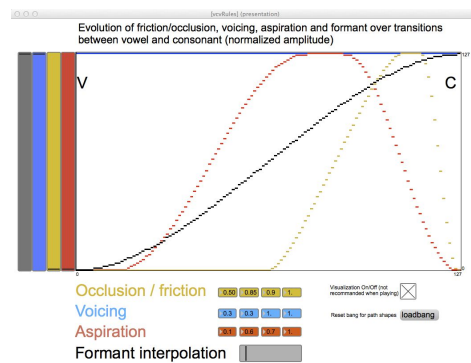 [vcvRules] (presentation)
Evolution of friction/occlusion, voicing, aspiration and formant over transitions
between vowel and consonant (normalized amplitude)
127
V
C
0
0
127
Occlusion / friction
0.50 0.85 0.9 1.
Visualization On/Off (not
recommanded when playing)
Voicing
0.3 0.3 1. 1.
Reset bang for path shapes
loadbang
Aspiration
0.1 0.6 0.7 1.
Formant interpolation